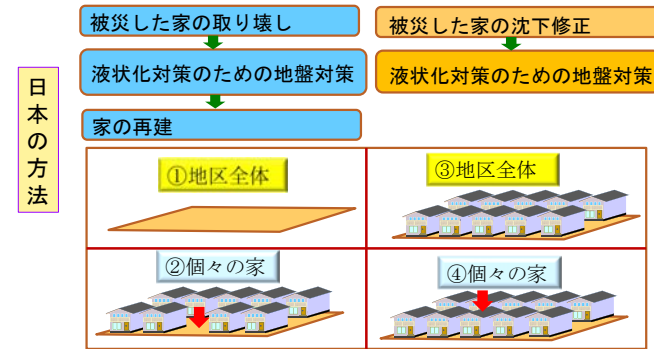 日本の方法
被災した家の取り壊し
液状化対策のための地盤対策
家の再建
被災した家の沈下修正
液状化対策のための地盤対策
①地区全体
③地区全体
②個々の家
④個々の家